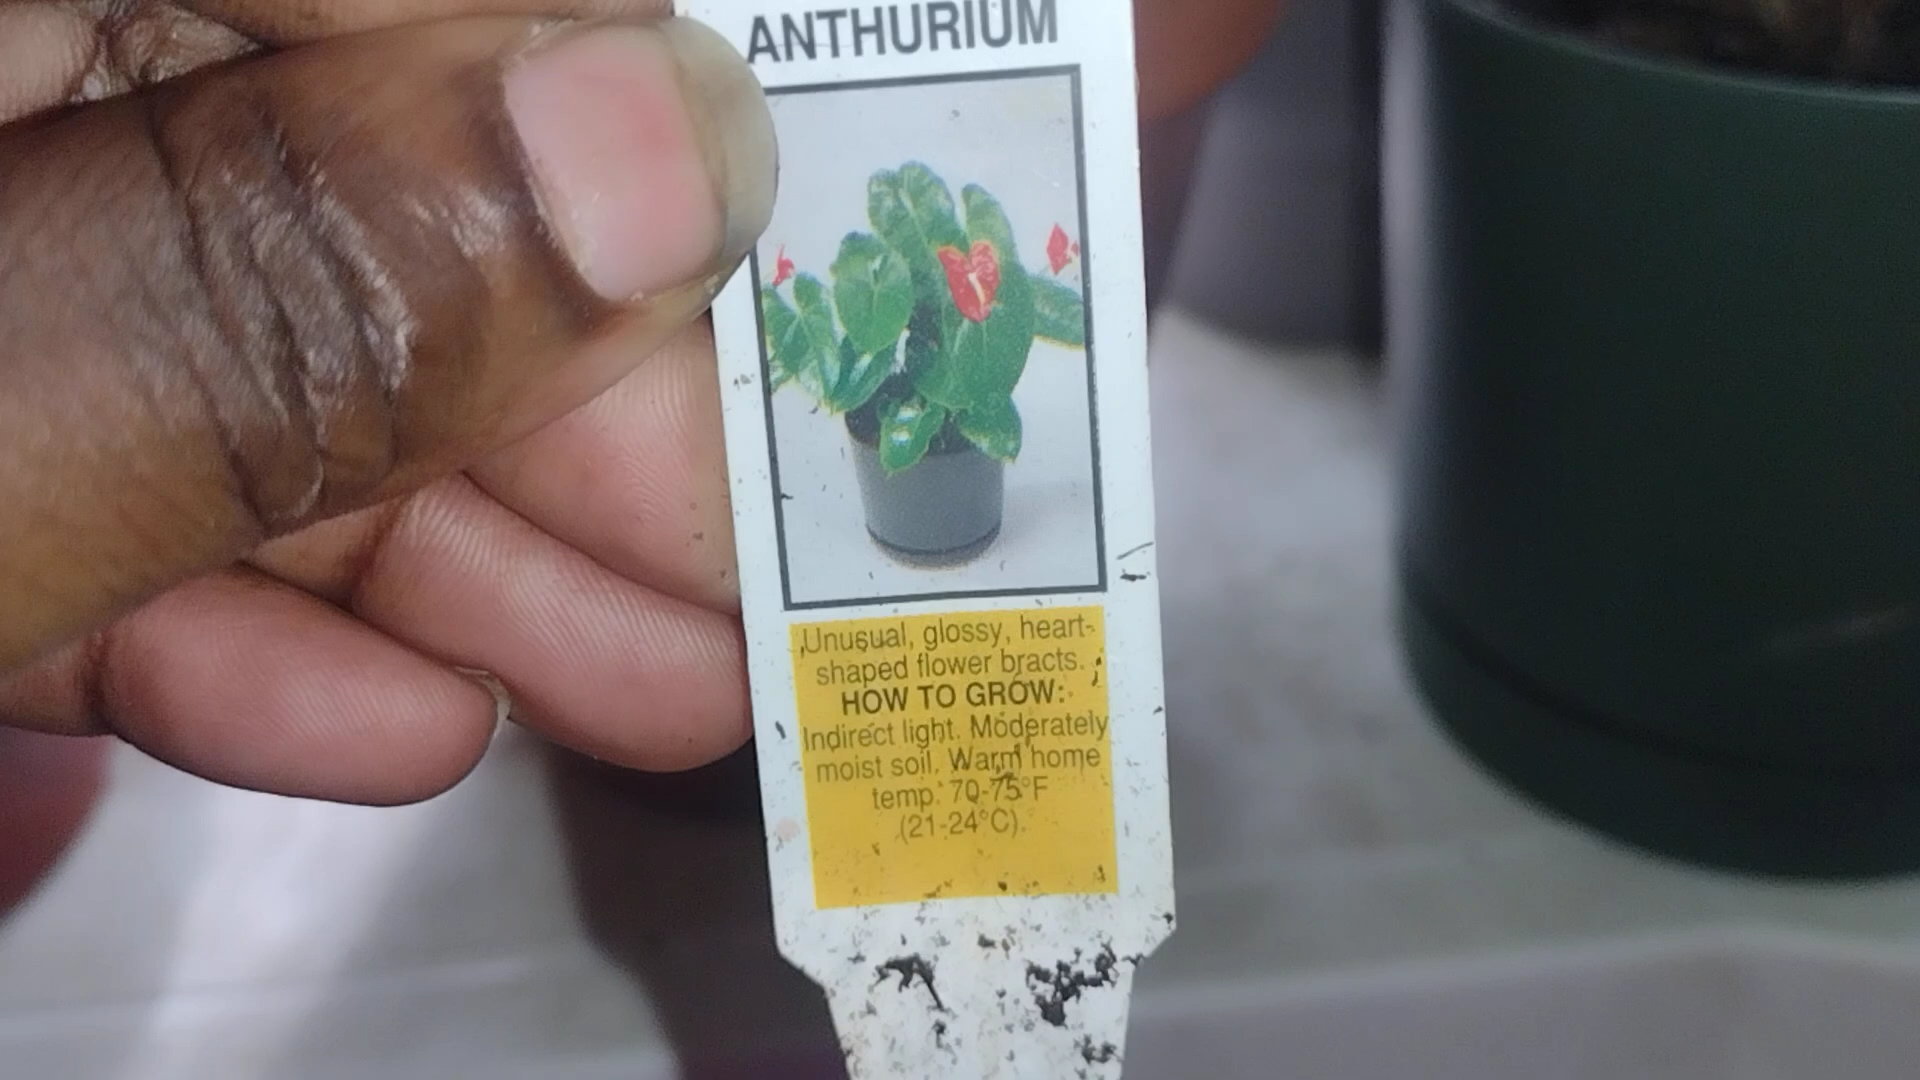 ANTHURIUM
Unusual, glossy, heart-
shaped flower bracts.
HOW TO GROW:
Indirect light. Moderately
moist soil. Warm home
temp. 70-75°F
(21-24°C).